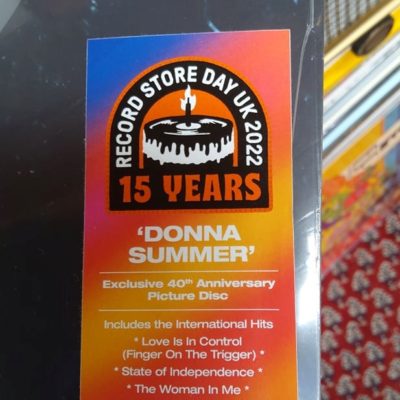 RECORD STORE DAY UK 2022
15 YEARS
‘DONNA
SUMMER’
Exclusive 40th Anniversary
Picture Disc
Includes the International Hits
* Love Is In Control
(Finger On The Trigger) *
* State of Independence *
* The Woman In Me *